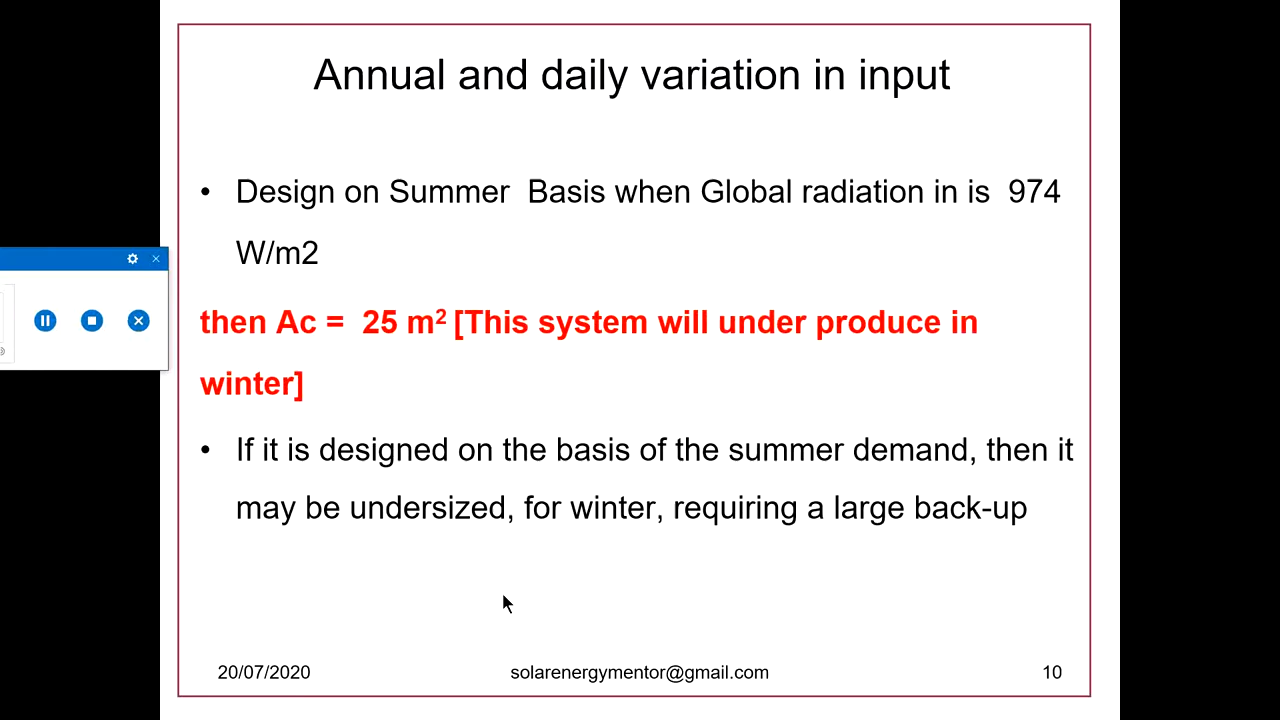 Annual and daily variation in input
• Design on Summer Basis when Global radiation in is 974
W/m2
then Ac = 25 m² [This system will under produce in
winter]
• If it is designed on the basis of the summer demand, then it
may be undersized, for winter, requiring a large back-up
20/07/2020 solarenergymentor@gmail.com 10